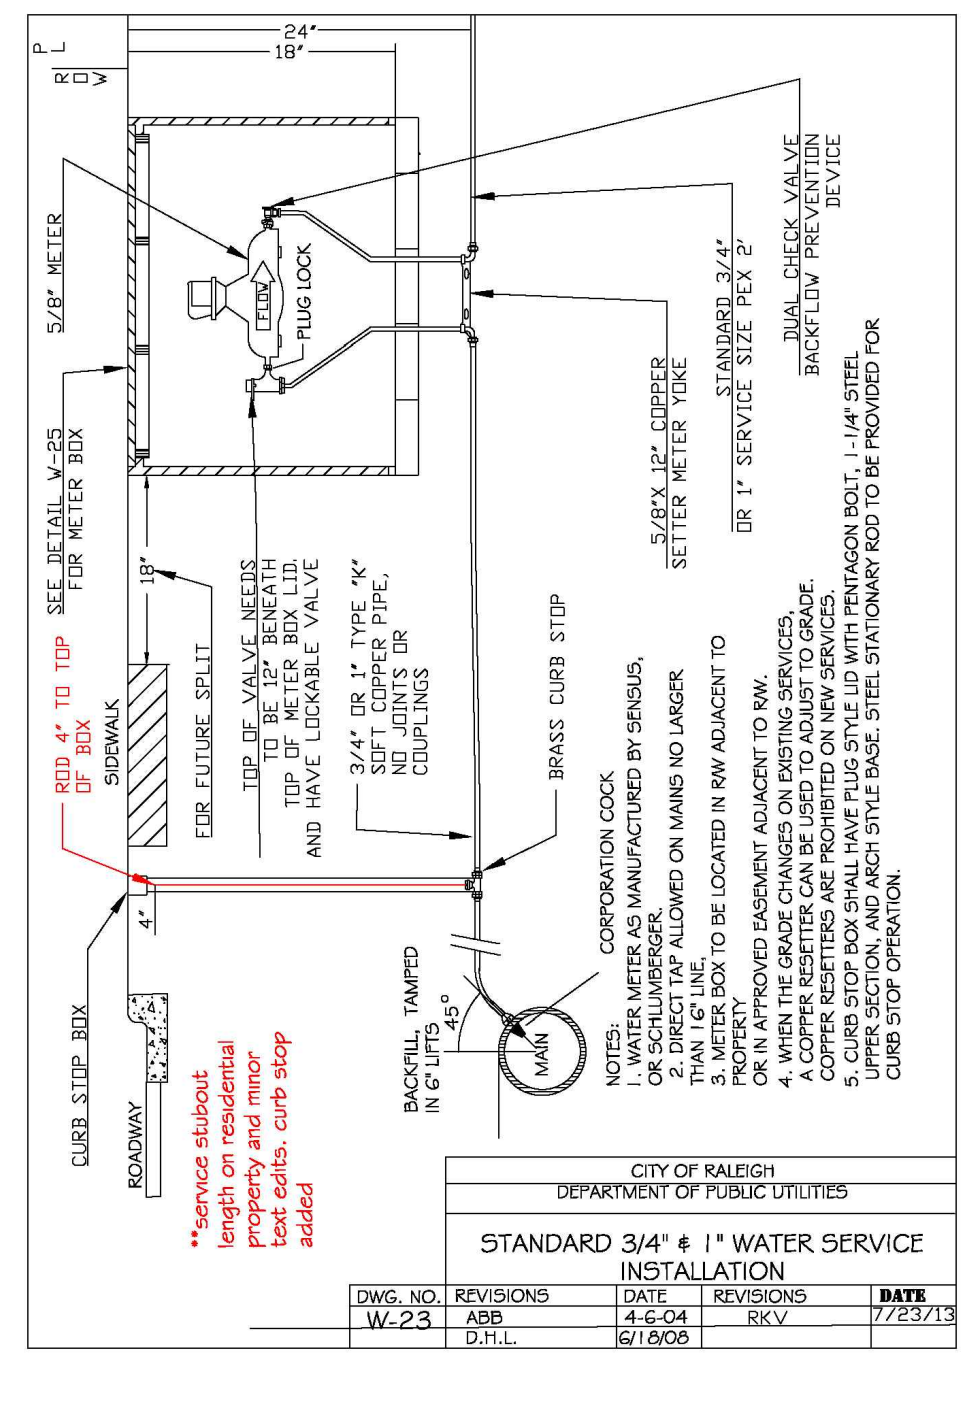 P
L
ROW
24"
18"
5/8" METER
SEE DETAIL W-25
FOR METER BOX
ROD 4" TO TOP
OF BOX
SIDEWALK
18"
FOR FUTURE SPLIT
FLOW
PLUG LOCK
TOP OF VALVE NEEDS
TO BE 12" BENEATH
TOP OF METER BOX LID.
AND HAVE LOCKABLE VALVE
3/4" OR 1" TYPE "K"
SOFT COPPER PIPE,
NO JOINTS OR
COUPLINGS
DUAL CHECK VALVE
BACKFLOW PREVENTION
DEVICE
STANDARD 3/4"
OR 1" SERVICE SIZE PEX 2'
5/8"X 12" COPPER
SETTER METER YOKE
BRASS CURB STOP
CORPORATION COCK
4"
CURB STOP BOX
ROADWAY
BACKFILL, TAMPED
IN 6" LIFTS
45°
MAIN
**service stubout
length on residential
property and minor
text edits. curb stop
added
NOTES:
1. WATER METER AS MANUFACTURED BY SENSUS,
OR SCHLUMBERGER.
2. DIRECT TAP ALLOWED ON MAINS NO LARGER
THAN 16" LINE,
3. METER BOX TO BE LOCATED IN R/W ADJACENT TO
PROPERTY
OR IN APPROVED EASEMENT ADJACENT TO R/W.
4. WHEN THE GRADE CHANGES ON EXISTING SERVICES,
A COPPER RESETTER CAN BE USED TO ADJUST TO GRADE.
COPPER RESETTERS ARE PROHIBITED ON NEW SERVICES.
5. CURB STOP BOX SHALL HAVE PLUG STYLE LID WITH PENTAGON BOLT, 1-1/4" STEEL
UPPER SECTION, AND ARCH STYLE BASE. STEEL STATIONARY ROD TO BE PROVIDED FOR
CURB STOP OPERATION.
CITY OF RALEIGH
DEPARTMENT OF PUBLIC UTILITIES
STANDARD 3/4" & 1" WATER SERVICE
INSTALLATION
DWG. NO. REVISIONS DATE REVISIONS DATE
W-23 ABB 4-6-04 RKV 7/23/13
D.H.L. 6/18/08